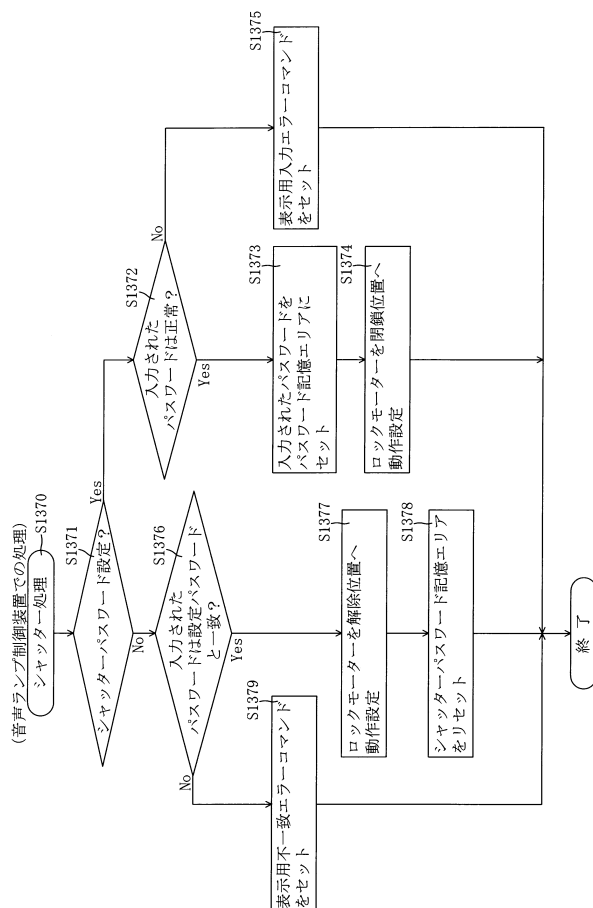 (音声ランプ制御装置での処理)
シャッター処理
S1370
シャッターパスワード設定？
S1371
Yes
No
入力された
パスワードは正常？
S1372
No
Yes
入力されたパスワードを
パスワード記憶エリアに
セット
S1373
ロックモーターを閉鎖位置へ
動作設定
S1374
表示用入力エラーコマンド
をセット
S1375
入力された
パスワードは設定パスワード
と一致？
S1376
Yes
No
ロックモーターを解除位置へ
動作設定
S1377
シャッターパスワード記憶エリア
をリセット
S1378
表示用不一致エラーコマンド
をセット
S1379
終了